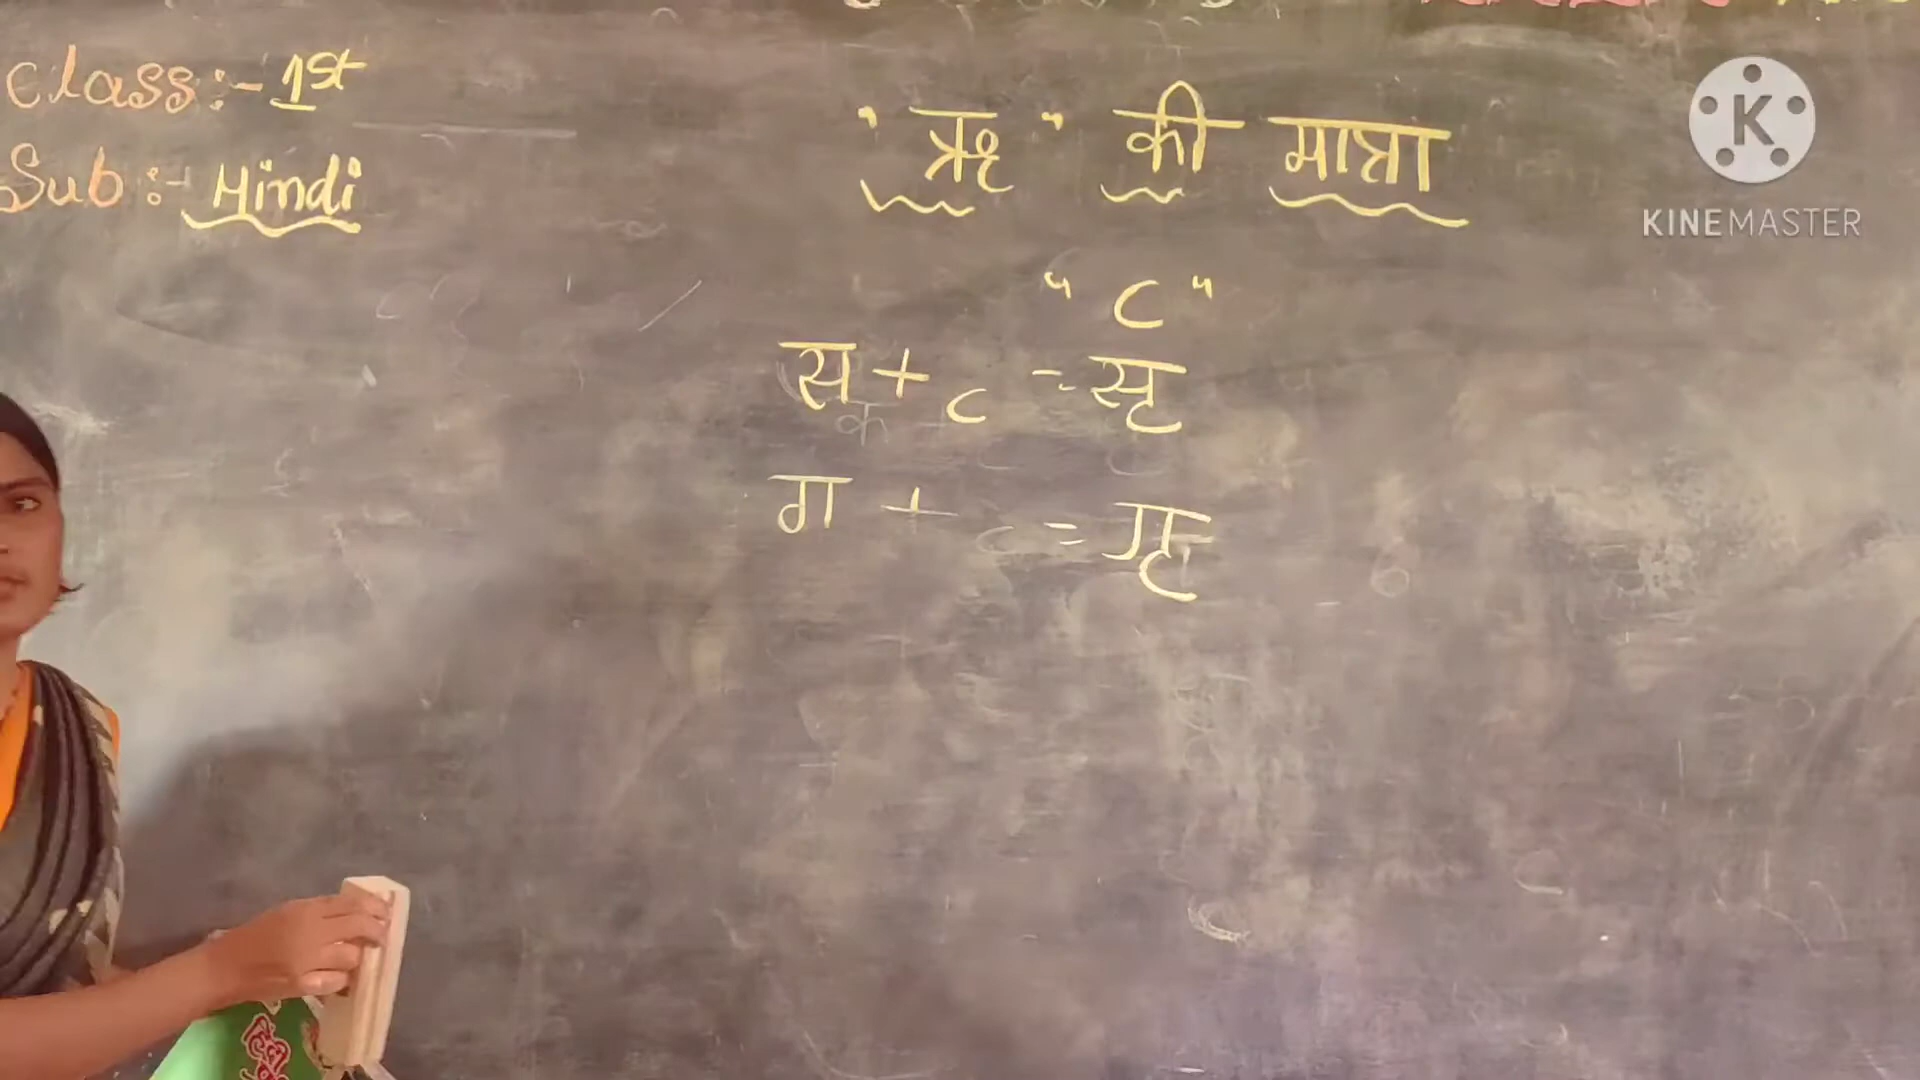 Class:- 1st
Sub:- Hindi
"ऋ" की मात्रा
"ृ"
स + ृ = सृ
ग + ृ = गृ
KINEMASTER